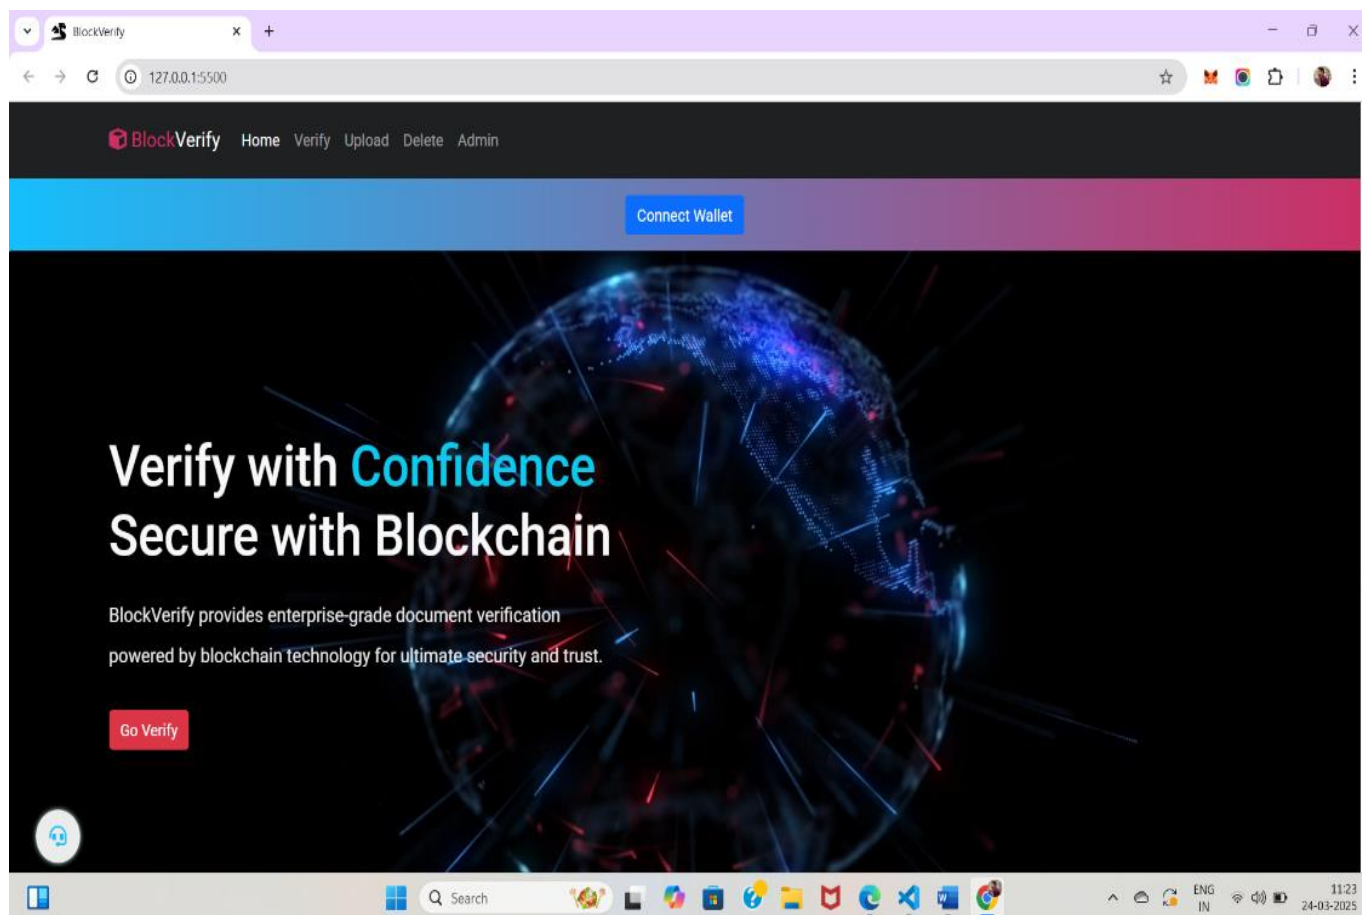 BlockVerify
127.0.0.1:5500
BlockVerify Home Verify Upload Delete Admin
Connect Wallet
Verify with Confidence
Secure with Blockchain
BlockVerify provides enterprise-grade document verification
powered by blockchain technology for ultimate security and trust.
Go Verify
Search
ENG
IN
11:23
24-03-2025